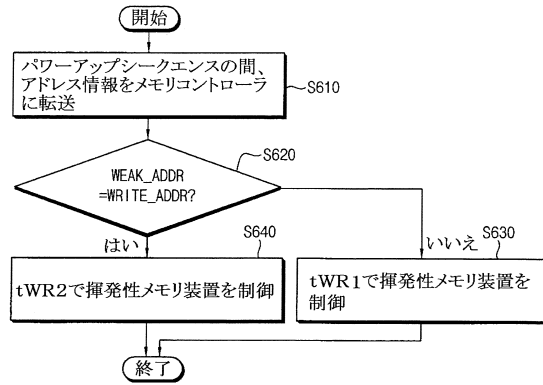 開始
パワーアップシークエンスの間、
アドレス情報をメモリコントローラ
に転送
S610
S620
WEAK_ADDR
=WRITE_ADDR?
はい
いいえ
S640
S630
tWR2で揮発性メモリ装置を制御
tWR1で揮発性メモリ装置を
制御
終了